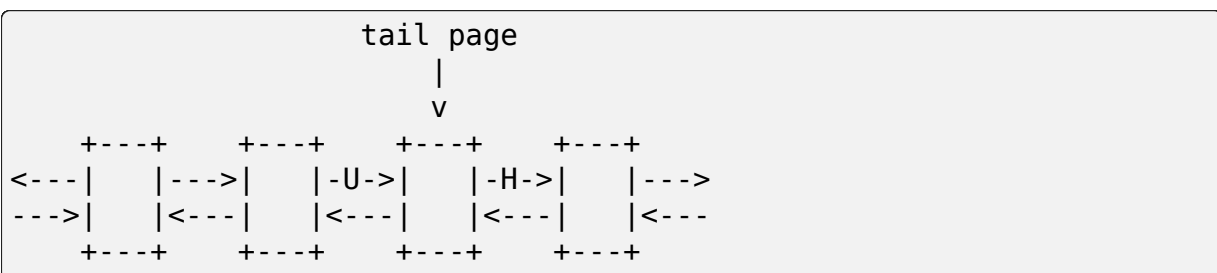 tail page
                          |
                          v
     +---+     +---+     +---+     +---+
<---|   |--->|   |-U->|   |-H->|   |--->
--->|   |<---|   |<---|   |<---|   |<---
     +---+     +---+     +---+     +---+